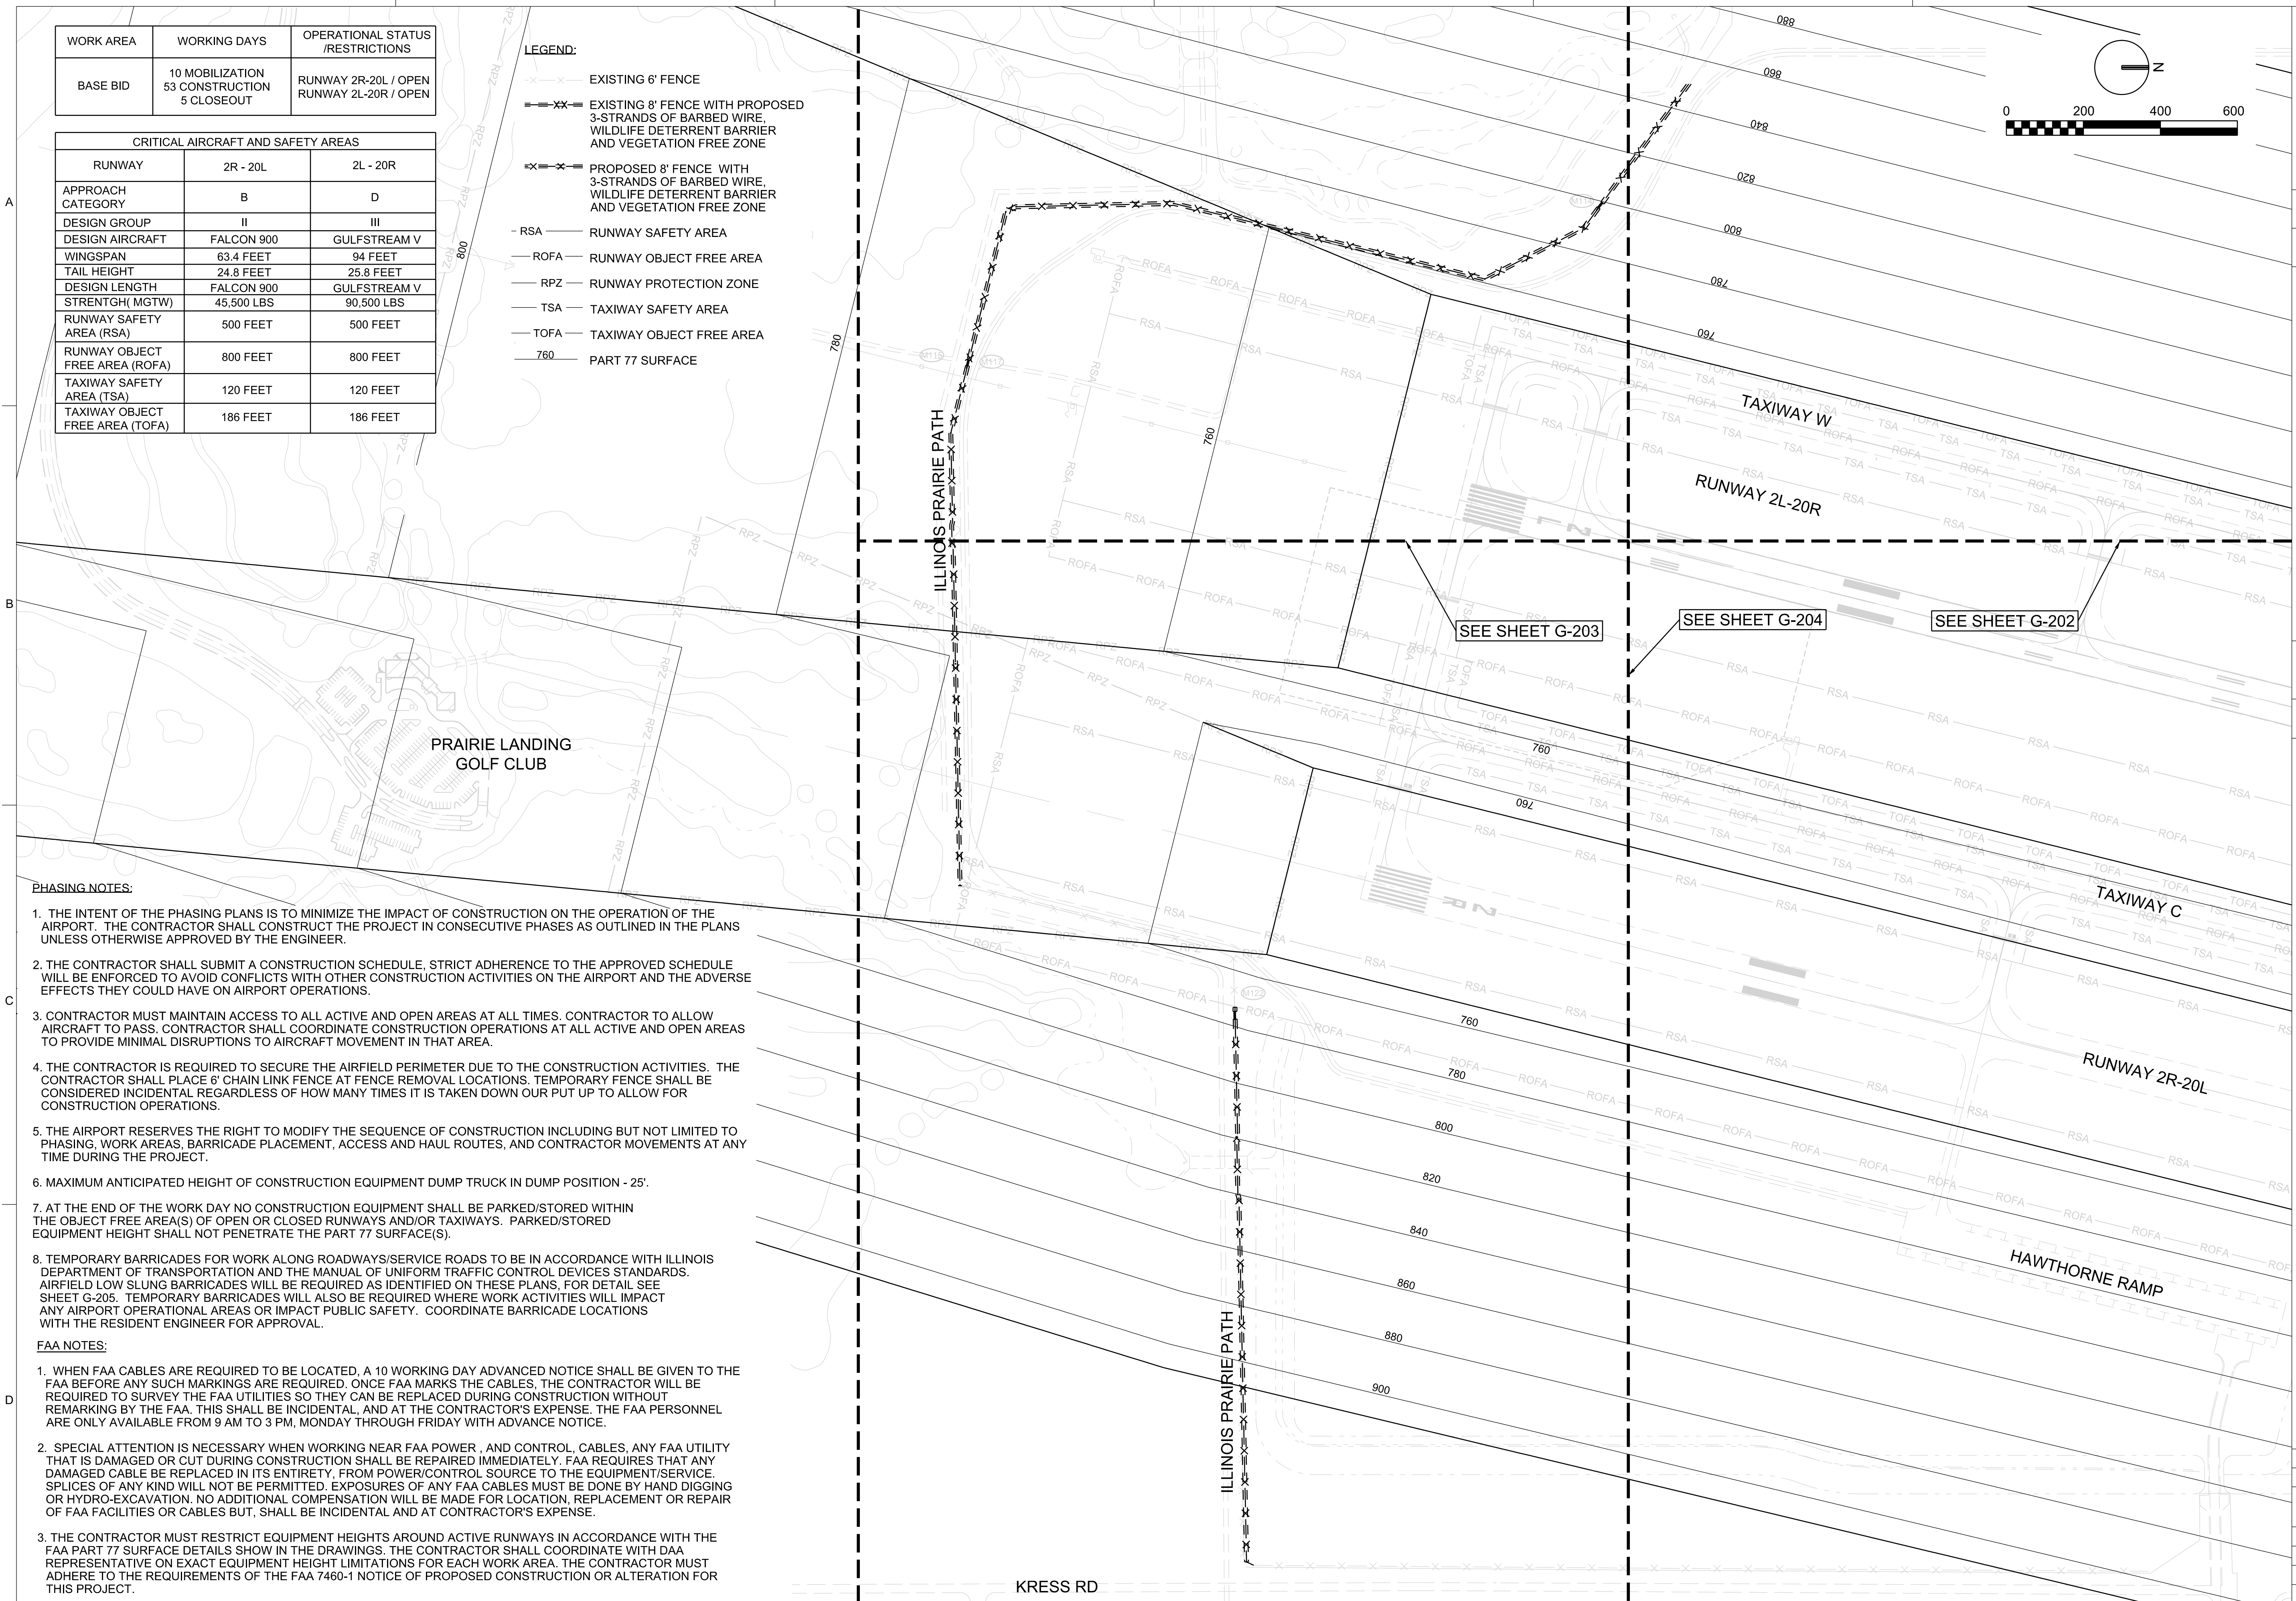 WORK AREA
WORKING DAYS
OPERATIONAL STATUS
/RESTRICTIONS
BASE BID
10 MOBILIZATION
53 CONSTRUCTION
5 CLOSEOUT
RUNWAY 2R-20L / OPEN
RUNWAY 2L-20R / OPEN
CRITICAL AIRCRAFT AND SAFETY AREAS
RUNWAY
2R - 20L
2L - 20R
APPROACH
CATEGORY
B
D
DESIGN GROUP
II
III
DESIGN AIRCRAFT
FALCON 900
GULFSTREAM V
WINGSPAN
63.4 FEET
94 FEET
TAIL HEIGHT
24.8 FEET
25.8 FEET
DESIGN LENGTH
FALCON 900
GULFSTREAM V
STRENTGH( MGTW)
45,500 LBS
90,500 LBS
RUNWAY SAFETY
AREA (RSA)
500 FEET
500 FEET
RUNWAY OBJECT
FREE AREA (ROFA)
800 FEET
800 FEET
TAXIWAY SAFETY
AREA (TSA)
120 FEET
120 FEET
TAXIWAY OBJECT
FREE AREA (TOFA)
186 FEET
186 FEET
LEGEND:
EXISTING 6' FENCE
EXISTING 8' FENCE WITH PROPOSED
3-STRANDS OF BARBED WIRE,
WILDLIFE DETERRENT BARRIER
AND VEGETATION FREE ZONE
PROPOSED 8' FENCE WITH
3-STRANDS OF BARBED WIRE,
WILDLIFE DETERRENT BARRIER
AND VEGETATION FREE ZONE
RSA RUNWAY SAFETY AREA
ROFA RUNWAY OBJECT FREE AREA
RPZ RUNWAY PROTECTION ZONE
TSA TAXIWAY SAFETY AREA
TOFA TAXIWAY OBJECT FREE AREA
760 PART 77 SURFACE
N
0 200 400 600
A
B
C
D
880
860
840
820
800
780
760
800
780
760
M116
M117
M122
TAXIWAY W
RUNWAY 2L-20R
2L
ILLINOIS PRAIRIE PATH
SEE SHEET G-203
SEE SHEET G-204
SEE SHEET G-202
PRAIRIE LANDING
GOLF CLUB
760
760
TAXIWAY C
2R
RUNWAY 2R-20L
760
780
800
820
840
860
880
900
HAWTHORNE RAMP
ILLINOIS PRAIRIE PATH
KRESS RD
PHASING NOTES:
1. THE INTENT OF THE PHASING PLANS IS TO MINIMIZE THE IMPACT OF CONSTRUCTION ON THE OPERATION OF THE
AIRPORT. THE CONTRACTOR SHALL CONSTRUCT THE PROJECT IN CONSECUTIVE PHASES AS OUTLINED IN THE PLANS
UNLESS OTHERWISE APPROVED BY THE ENGINEER.
2. THE CONTRACTOR SHALL SUBMIT A CONSTRUCTION SCHEDULE, STRICT ADHERENCE TO THE APPROVED SCHEDULE
WILL BE ENFORCED TO AVOID CONFLICTS WITH OTHER CONSTRUCTION ACTIVITIES ON THE AIRPORT AND THE ADVERSE
EFFECTS THEY COULD HAVE ON AIRPORT OPERATIONS.
3. CONTRACTOR MUST MAINTAIN ACCESS TO ALL ACTIVE AND OPEN AREAS AT ALL TIMES. CONTRACTOR TO ALLOW
AIRCRAFT TO PASS. CONTRACTOR SHALL COORDINATE CONSTRUCTION OPERATIONS AT ALL ACTIVE AND OPEN AREAS
TO PROVIDE MINIMAL DISRUPTIONS TO AIRCRAFT MOVEMENT IN THAT AREA.
4. THE CONTRACTOR IS REQUIRED TO SECURE THE AIRFIELD PERIMETER DUE TO THE CONSTRUCTION ACTIVITIES. THE
CONTRACTOR SHALL PLACE 6' CHAIN LINK FENCE AT FENCE REMOVAL LOCATIONS. TEMPORARY FENCE SHALL BE
CONSIDERED INCIDENTAL REGARDLESS OF HOW MANY TIMES IT IS TAKEN DOWN OUR PUT UP TO ALLOW FOR
CONSTRUCTION OPERATIONS.
5. THE AIRPORT RESERVES THE RIGHT TO MODIFY THE SEQUENCE OF CONSTRUCTION INCLUDING BUT NOT LIMITED TO
PHASING, WORK AREAS, BARRICADE PLACEMENT, ACCESS AND HAUL ROUTES, AND CONTRACTOR MOVEMENTS AT ANY
TIME DURING THE PROJECT.
6. MAXIMUM ANTICIPATED HEIGHT OF CONSTRUCTION EQUIPMENT DUMP TRUCK IN DUMP POSITION - 25'.
7. AT THE END OF THE WORK DAY NO CONSTRUCTION EQUIPMENT SHALL BE PARKED/STORED WITHIN
THE OBJECT FREE AREA(S) OF OPEN OR CLOSED RUNWAYS AND/OR TAXIWAYS. PARKED/STORED
EQUIPMENT HEIGHT SHALL NOT PENETRATE THE PART 77 SURFACE(S).
8. TEMPORARY BARRICADES FOR WORK ALONG ROADWAYS/SERVICE ROADS TO BE IN ACCORDANCE WITH ILLINOIS
DEPARTMENT OF TRANSPORTATION AND THE MANUAL OF UNIFORM TRAFFIC CONTROL DEVICES STANDARDS.
AIRFIELD LOW SLUNG BARRICADES WILL BE REQUIRED AS IDENTIFIED ON THESE PLANS, FOR DETAIL SEE
SHEET G-205. TEMPORARY BARRICADES WILL ALSO BE REQUIRED WHERE WORK ACTIVITIES WILL IMPACT
ANY AIRPORT OPERATIONAL AREAS OR IMPACT PUBLIC SAFETY. COORDINATE BARRICADE LOCATIONS
WITH THE RESIDENT ENGINEER FOR APPROVAL.
FAA NOTES:
1. WHEN FAA CABLES ARE REQUIRED TO BE LOCATED, A 10 WORKING DAY ADVANCED NOTICE SHALL BE GIVEN TO THE
FAA BEFORE ANY SUCH MARKINGS ARE REQUIRED. ONCE FAA MARKS THE CABLES, THE CONTRACTOR WILL BE
REQUIRED TO SURVEY THE FAA UTILITIES SO THEY CAN BE REPLACED DURING CONSTRUCTION WITHOUT
REMARKING BY THE FAA. THIS SHALL BE INCIDENTAL, AND AT THE CONTRACTOR'S EXPENSE. THE FAA PERSONNEL
ARE ONLY AVAILABLE FROM 9 AM TO 3 PM, MONDAY THROUGH FRIDAY WITH ADVANCE NOTICE.
2. SPECIAL ATTENTION IS NECESSARY WHEN WORKING NEAR FAA POWER , AND CONTROL, CABLES, ANY FAA UTILITY
THAT IS DAMAGED OR CUT DURING CONSTRUCTION SHALL BE REPAIRED IMMEDIATELY. FAA REQUIRES THAT ANY
DAMAGED CABLE BE REPLACED IN ITS ENTIRETY, FROM POWER/CONTROL SOURCE TO THE EQUIPMENT/SERVICE.
SPLICES OF ANY KIND WILL NOT BE PERMITTED. EXPOSURES OF ANY FAA CABLES MUST BE DONE BY HAND DIGGING
OR HYDRO-EXCAVATION. NO ADDITIONAL COMPENSATION WILL BE MADE FOR LOCATION, REPLACEMENT OR REPAIR
OF FAA FACILITIES OR CABLES BUT, SHALL BE INCIDENTAL AND AT CONTRACTOR'S EXPENSE.
3. THE CONTRACTOR MUST RESTRICT EQUIPMENT HEIGHTS AROUND ACTIVE RUNWAYS IN ACCORDANCE WITH THE
FAA PART 77 SURFACE DETAILS SHOW IN THE DRAWINGS. THE CONTRACTOR SHALL COORDINATE WITH DAA
REPRESENTATIVE ON EXACT EQUIPMENT HEIGHT LIMITATIONS FOR EACH WORK AREA. THE CONTRACTOR MUST
ADHERE TO THE REQUIREMENTS OF THE FAA 7460-1 NOTICE OF PROPOSED CONSTRUCTION OR ALTERATION FOR
THIS PROJECT.